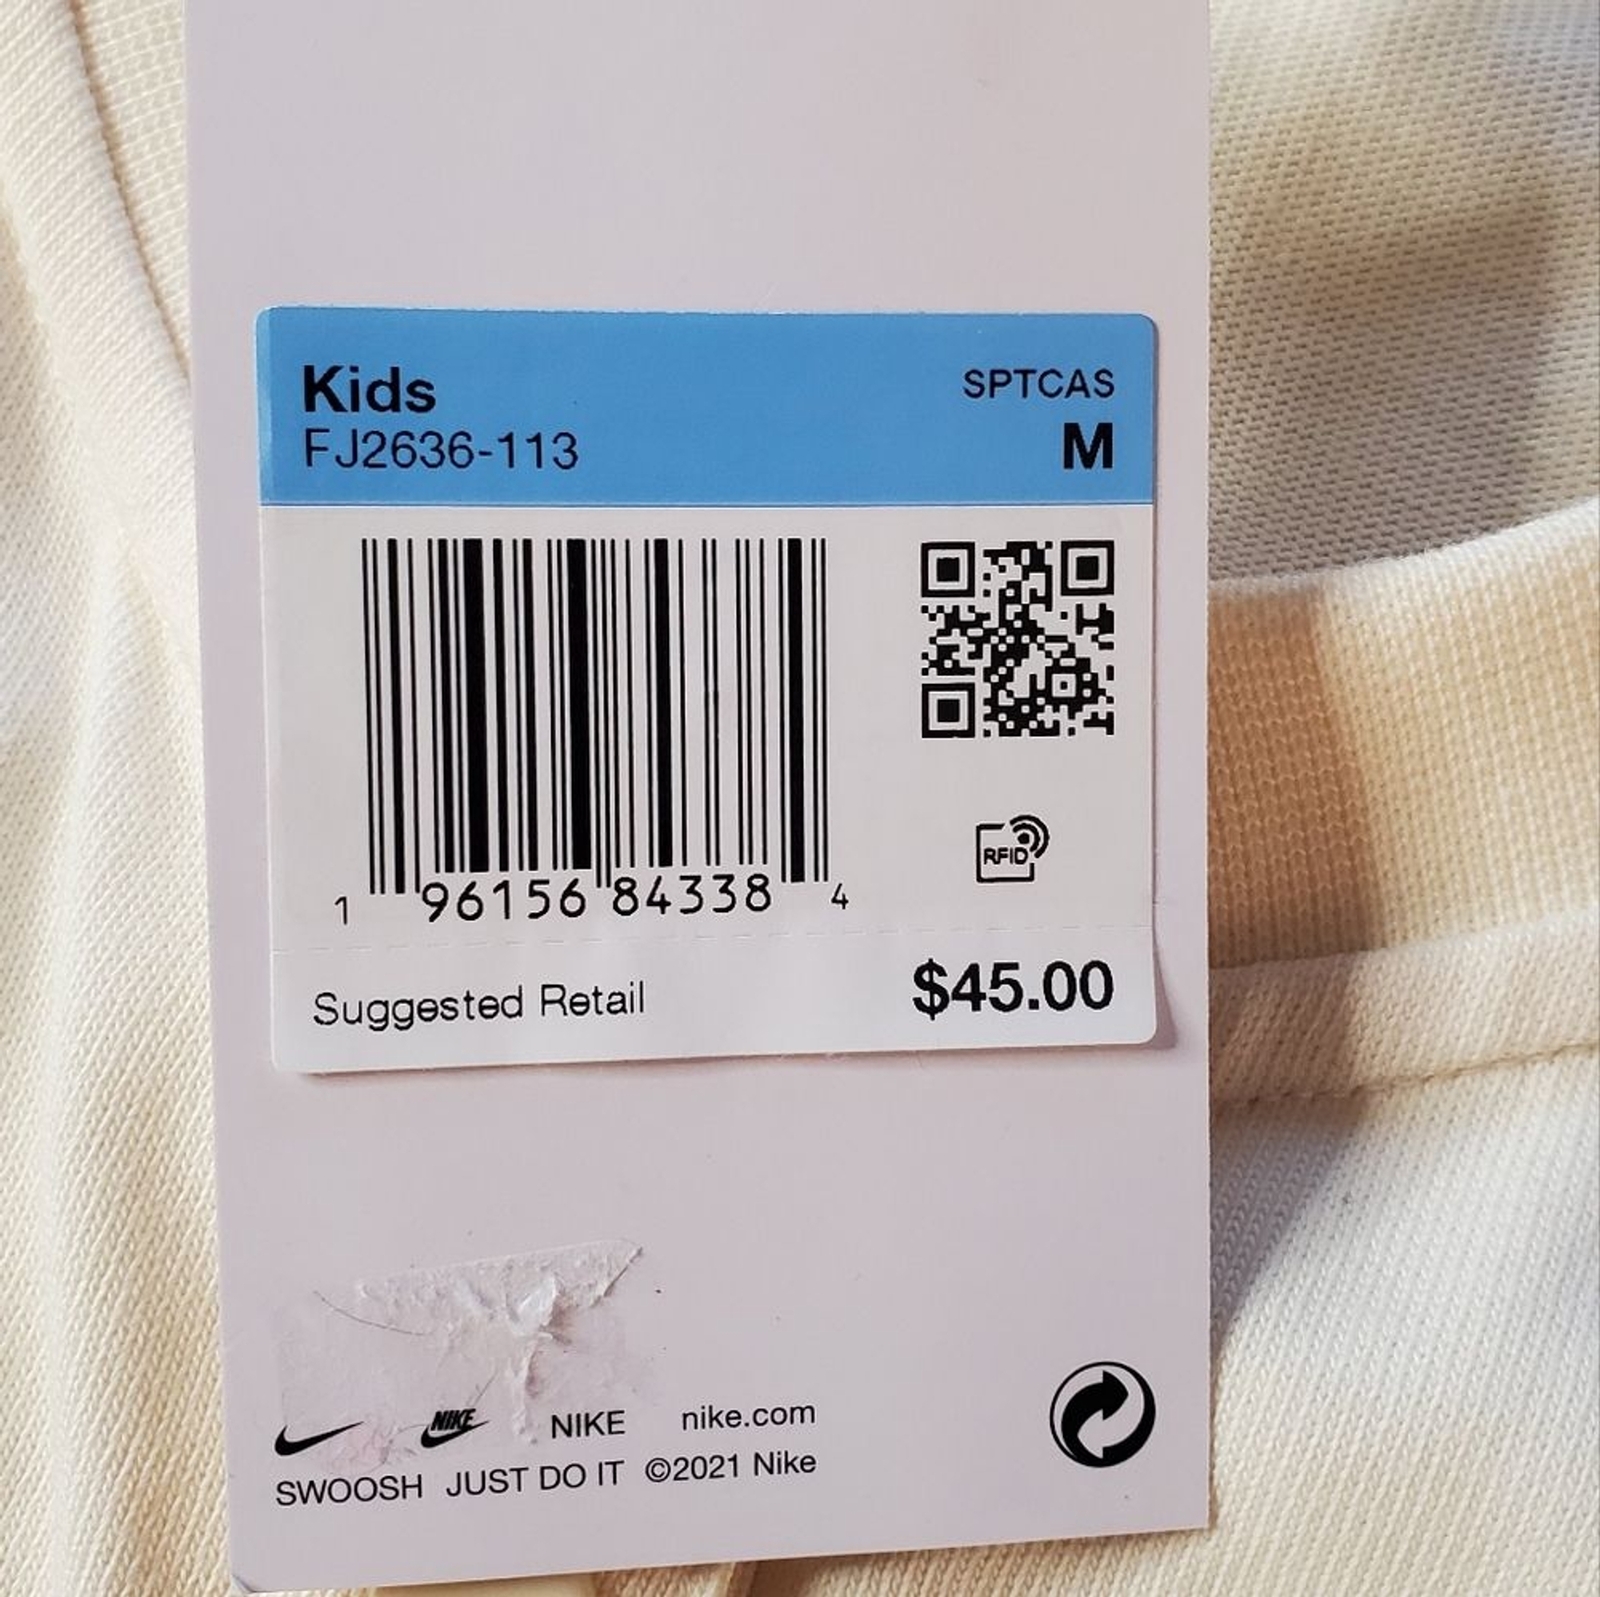 Kids SPTCAS
FJ2636-113 M
1 96156 84338 4
RFID
Suggested Retail $45.00
NIKE NIKE nike.com
SWOOSH JUST DO IT ©2021 Nike